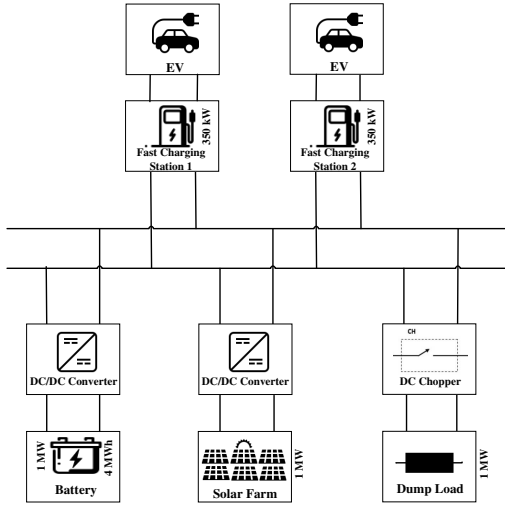 EV
EV
Fast Charging
Station 1
350 kW
Fast Charging
Station 2
350 kW
DC/DC Converter
DC/DC Converter
CH
DC Chopper
1 MW
4 MWh
Battery
Solar Farm
1 MW
Dump Load
1 MW